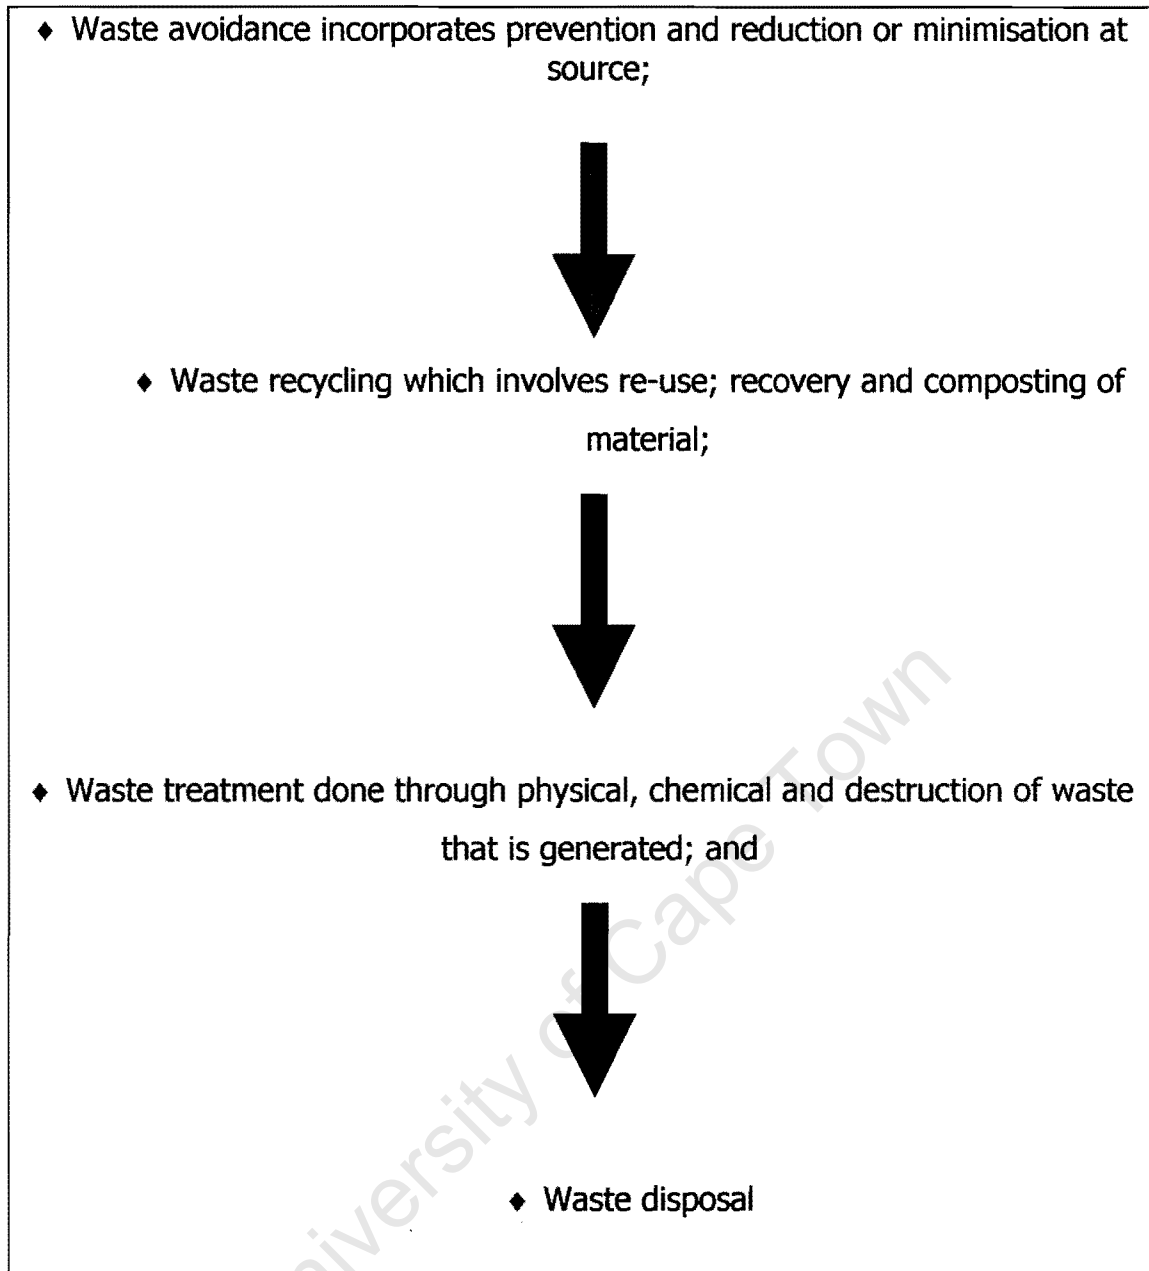 ♦ Waste avoidance incorporates prevention and reduction or minimisation at
source;
♦ Waste recycling which involves re-use; recovery and composting of
material;
♦ Waste treatment done through physical, chemical and destruction of waste
that is generated; and
♦ Waste disposal
University of Cape Town